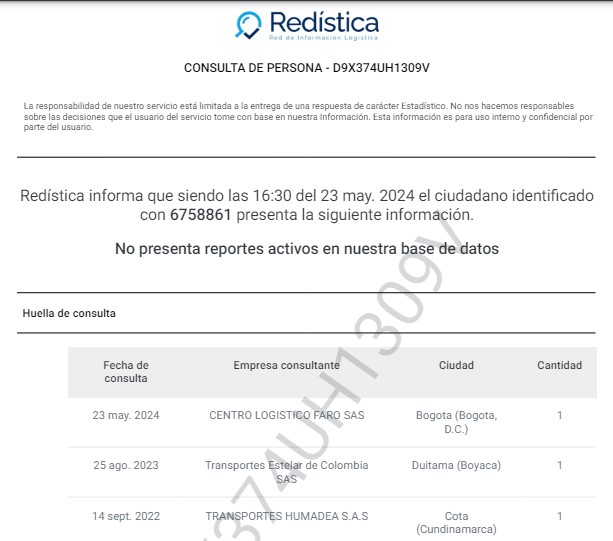 Redística
Red de Información Logística
CONSULTA DE PERSONA - D9X374UH1309V
La responsabilidad de nuestro servicio está limitada a la entrega de una respuesta de carácter Estadístico. No nos hacemos responsables
sobre las decisiones que el usuario del servicio tome con base en nuestra Información. Esta información es para uso interno y confidencial por
parte del usuario.
Redística informa que siendo las 16:30 del 23 may. 2024 el ciudadano identificado
con 6758861 presenta la siguiente información.
No presenta reportes activos en nuestra base de datos
Huella de consulta
Fecha de consulta Empresa consultante Ciudad Cantidad
23 may. 2024 CENTRO LOGISTICO FARO SAS Bogota (Bogota, D.C.) 1
25 ago. 2023 Transportes Estelar de Colombia SAS Duitama (Boyaca) 1
14 sept. 2022 TRANSPORTES HUMADEA S.A.S Cota (Cundinamarca) 1
X374UH1309V